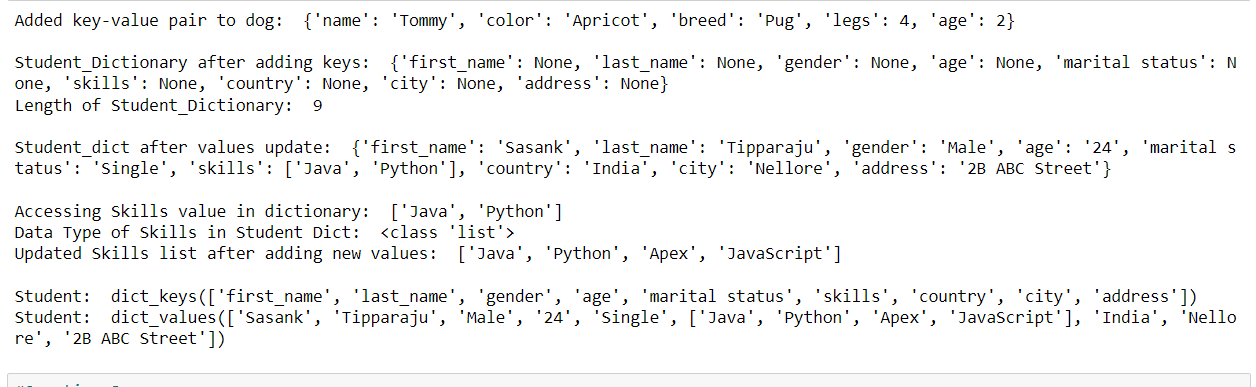 Added key-value pair to dog:  {'name': 'Tommy', 'color': 'Apricot', 'breed': 'Pug', 'legs': 4, 'age': 2}
Student_Dictionary after adding keys:  {'first_name': None, 'last_name': None, 'gender': None, 'age': None, 'marital status': N
one, 'skills': None, 'country': None, 'city': None, 'address': None}
Length of Student_Dictionary:  9
Student_dict after values update:  {'first_name': 'Sasank', 'last_name': 'Tipparaju', 'gender': 'Male', 'age': '24', 'marital s
tatus': 'Single', 'skills': ['Java', 'Python'], 'country': 'India', 'city': 'Nellore', 'address': '2B ABC Street'}
Accessing Skills value in dictionary:  ['Java', 'Python']
Data Type of Skills in Student Dict:  <class 'list'>
Updated Skills list after adding new values:  ['Java', 'Python', 'Apex', 'JavaScript']
Student:  dict_keys(['first_name', 'last_name', 'gender', 'age', 'marital status', 'skills', 'country', 'city', 'address'])
Student:  dict_values(['Sasank', 'Tipparaju', 'Male', '24', 'Single', ['Java', 'Python', 'Apex', 'JavaScript'], 'India', 'Nello
re', '2B ABC Street'])